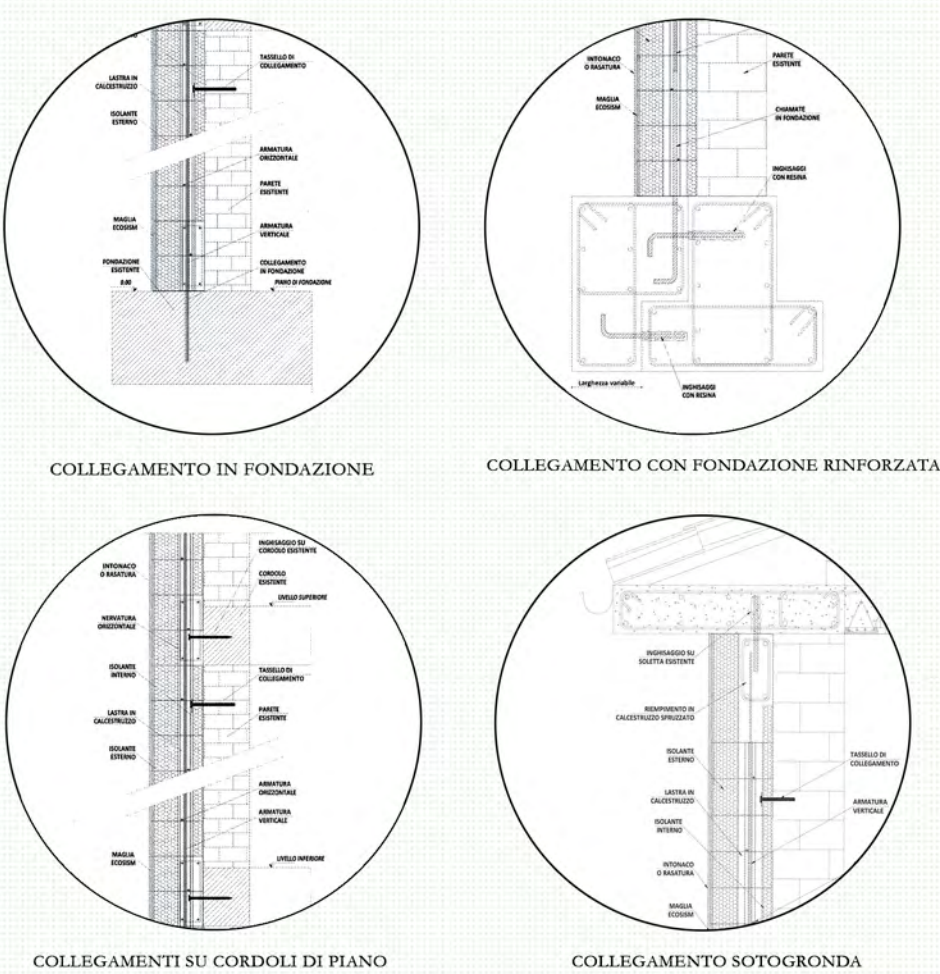 TASSELLO DI
COLLEGAMENTO
LASTRA IN
CALCESTRUZZO
ISOLANTE
ESTERNO
ARMATURA
ORIZZONTALE
PARETE
ESISTENTE
MAGLIA
ECOSISM
ARMATURA
VERTICALE
FONDAZIONE
ESISTENTE
COLLEGAMENTO
IN FONDAZIONE
0.00
PIANO DI FONDAZIONE
COLLEGAMENTO IN FONDAZIONE
INTONACO
O RASATURA
PARETE
ESISTENTE
MAGLIA
ECOSISM
CHIAMATE
IN FONDAZIONE
INGHISAGGI
CON RESINA
Larghezza variabile
INGHISAGGI
CON RESINA
COLLEGAMENTO CON FONDAZIONE RINFORZATA
INGHISAGGIO SU
CORDOLO ESISTENTE
INTONACO
O RASATURA
CORDOLO
ESISTENTE
LIVELLO SUPERIORE
NERVATURA
ORIZZONTALE
ISOLANTE
INTERNO
TASSELLO DI
COLLEGAMENTO
LASTRA IN
CALCESTRUZZO
PARETE
ESISTENTE
ISOLANTE
ESTERNO
ARMATURA
ORIZZONTALE
ARMATURA
VERTICALE
MAGLIA
ECOSISM
LIVELLO INFERIORE
COLLEGAMENTI SU CORDOLI DI PIANO
INGHISAGGIO SU
SOLETTA ESISTENTE
RIEMPIMENTO IN
CALCESTRUZZO SPRUZZATO
ISOLANTE
ESTERNO
TASSELLO DI
COLLEGAMENTO
LASTRA IN
CALCESTRUZZO
ARMATURA
VERTICALE
ISOLANTE
INTERNO
INTONACO
O RASATURA
MAGLIA
ECOSISM
COLLEGAMENTO SOTOGRONDA